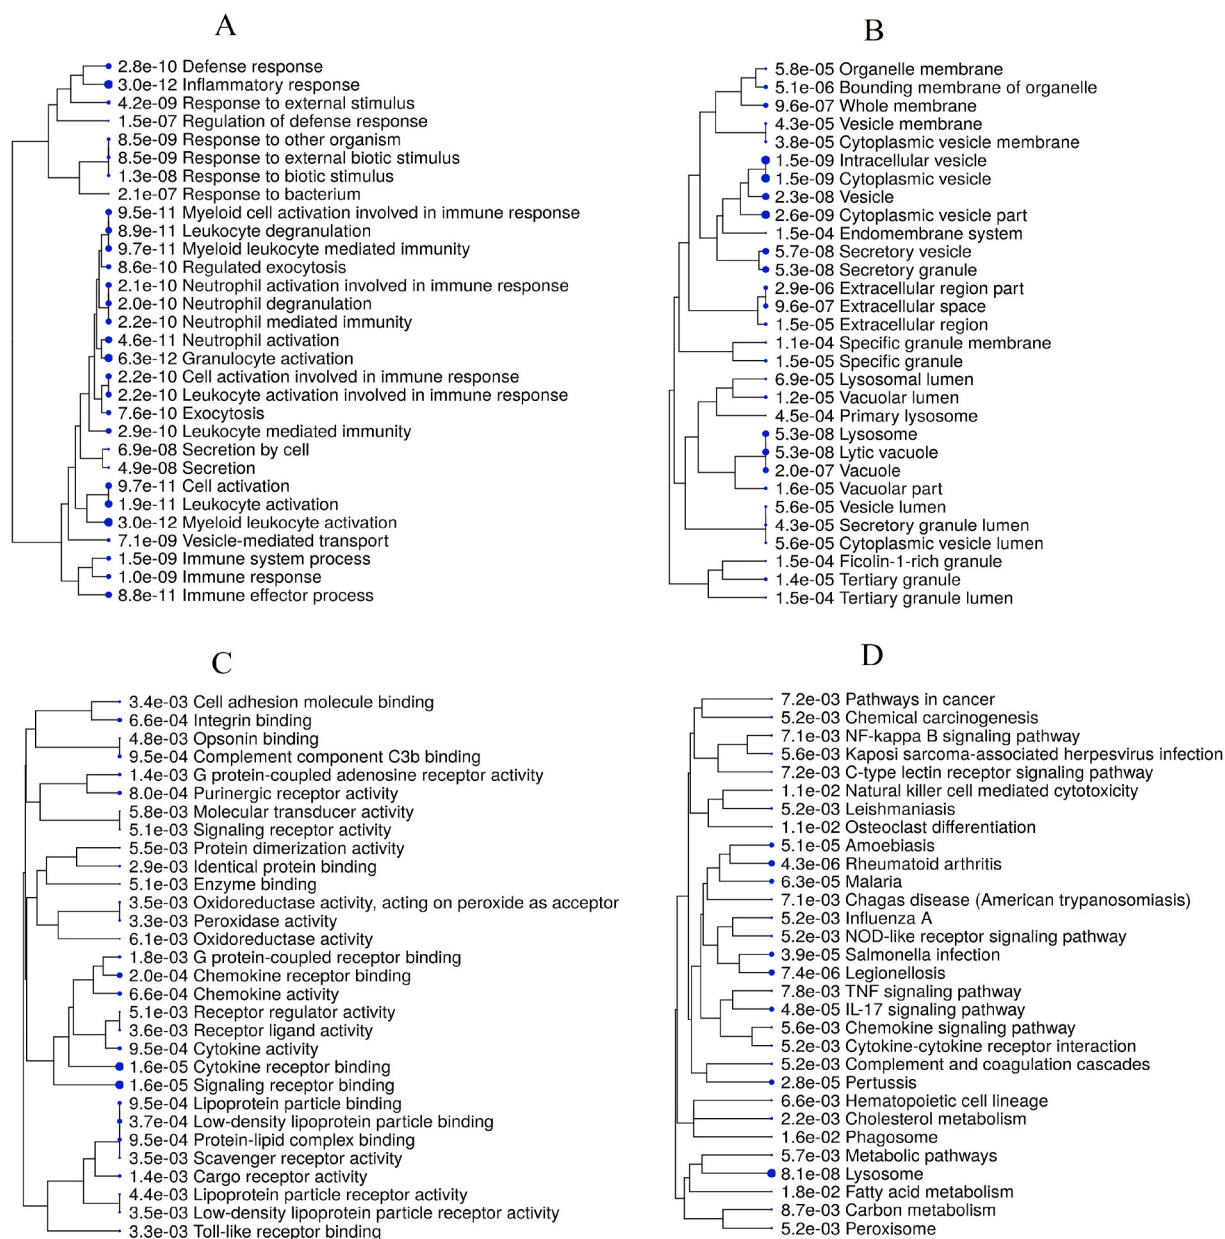 A
2.8e-10 Defense response
3.0e-12 Inflammatory response
4.2e-09 Response to external stimulus
1.5e-07 Regulation of defense response
8.5e-09 Response to other organism
8.5e-09 Response to external biotic stimulus
1.3e-08 Response to biotic stimulus
2.1e-07 Response to bacterium
9.5e-11 Myeloid cell activation involved in immune response
8.9e-11 Leukocyte degranulation
9.7e-11 Myeloid leukocyte mediated immunity
8.6e-10 Regulated exocytosis
2.1e-10 Neutrophil activation involved in immune response
2.0e-10 Neutrophil degranulation
2.2e-10 Neutrophil mediated immunity
4.6e-11 Neutrophil activation
6.3e-12 Granulocyte activation
2.2e-10 Cell activation involved in immune response
2.2e-10 Leukocyte activation involved in immune response
7.6e-10 Exocytosis
2.9e-10 Leukocyte mediated immunity
6.9e-08 Secretion by cell
4.9e-08 Secretion
9.7e-11 Cell activation
1.9e-11 Leukocyte activation
3.0e-12 Myeloid leukocyte activation
7.1e-09 Vesicle-mediated transport
1.5e-09 Immune system process
1.0e-09 Immune response
8.8e-11 Immune effector process
B
5.8e-05 Organelle membrane
5.1e-06 Bounding membrane of organelle
9.6e-07 Whole membrane
4.3e-05 Vesicle membrane
3.8e-05 Cytoplasmic vesicle membrane
1.5e-09 Intracellular vesicle
1.5e-09 Cytoplasmic vesicle
2.3e-08 Vesicle
2.6e-09 Cytoplasmic vesicle part
1.5e-04 Endomembrane system
5.7e-08 Secretory vesicle
5.3e-08 Secretory granule
2.9e-06 Extracellular region part
9.6e-07 Extracellular space
1.5e-05 Extracellular region
1.1e-04 Specific granule membrane
1.5e-05 Specific granule
6.9e-05 Lysosomal lumen
1.2e-05 Vacuolar lumen
4.5e-04 Primary lysosome
5.3e-08 Lysosome
5.3e-08 Lytic vacuole
2.0e-07 Vacuole
1.6e-05 Vacuolar part
5.6e-05 Vesicle lumen
4.3e-05 Secretory granule lumen
5.6e-05 Cytoplasmic vesicle lumen
1.5e-04 Ficolin-1-rich granule
1.4e-05 Tertiary granule
1.5e-04 Tertiary granule lumen
C
3.4e-03 Cell adhesion molecule binding
6.6e-04 Integrin binding
4.8e-03 Opsonin binding
9.5e-04 Complement component C3b binding
1.4e-03 G protein-coupled adenosine receptor activity
8.0e-04 Purinergic receptor activity
5.8e-03 Molecular transducer activity
5.1e-03 Signaling receptor activity
5.5e-03 Protein dimerization activity
2.9e-03 Identical protein binding
5.1e-03 Enzyme binding
3.5e-03 Oxidoreductase activity, acting on peroxide as acceptor
3.3e-03 Peroxidase activity
6.1e-03 Oxidoreductase activity
1.8e-03 G protein-coupled receptor binding
2.0e-04 Chemokine receptor binding
6.6e-04 Chemokine activity
5.1e-03 Receptor regulator activity
3.6e-03 Receptor ligand activity
9.5e-04 Cytokine activity
1.6e-05 Cytokine receptor binding
1.6e-05 Signaling receptor binding
9.5e-04 Lipoprotein particle binding
3.7e-04 Low-density lipoprotein particle binding
9.5e-04 Protein-lipid complex binding
3.5e-03 Scavenger receptor activity
1.4e-03 Cargo receptor activity
4.4e-03 Lipoprotein particle receptor activity
3.5e-03 Low-density lipoprotein particle receptor activity
3.3e-03 Toll-like receptor binding
D
7.2e-03 Pathways in cancer
5.2e-03 Chemical carcinogenesis
7.1e-03 NF-kappa B signaling pathway
5.6e-03 Kaposi sarcoma-associated herpesvirus infection
7.2e-03 C-type lectin receptor signaling pathway
1.1e-02 Natural killer cell mediated cytotoxicity
5.2e-03 Leishmaniasis
1.1e-02 Osteoclast differentiation
5.1e-05 Amoebiasis
4.3e-06 Rheumatoid arthritis
6.3e-05 Malaria
7.1e-03 Chagas disease (American trypanosomiasis)
5.2e-03 Influenza A
5.2e-03 NOD-like receptor signaling pathway
3.9e-05 Salmonella infection
7.4e-06 Legionellosis
7.8e-03 TNF signaling pathway
4.8e-05 IL-17 signaling pathway
5.6e-03 Chemokine signaling pathway
5.2e-03 Cytokine-cytokine receptor interaction
5.2e-03 Complement and coagulation cascades
2.8e-05 Pertussis
6.6e-03 Hematopoietic cell lineage
2.2e-03 Cholesterol metabolism
1.6e-02 Phagosome
5.7e-03 Metabolic pathways
8.1e-08 Lysosome
1.8e-02 Fatty acid metabolism
8.7e-03 Carbon metabolism
5.2e-03 Peroxisome